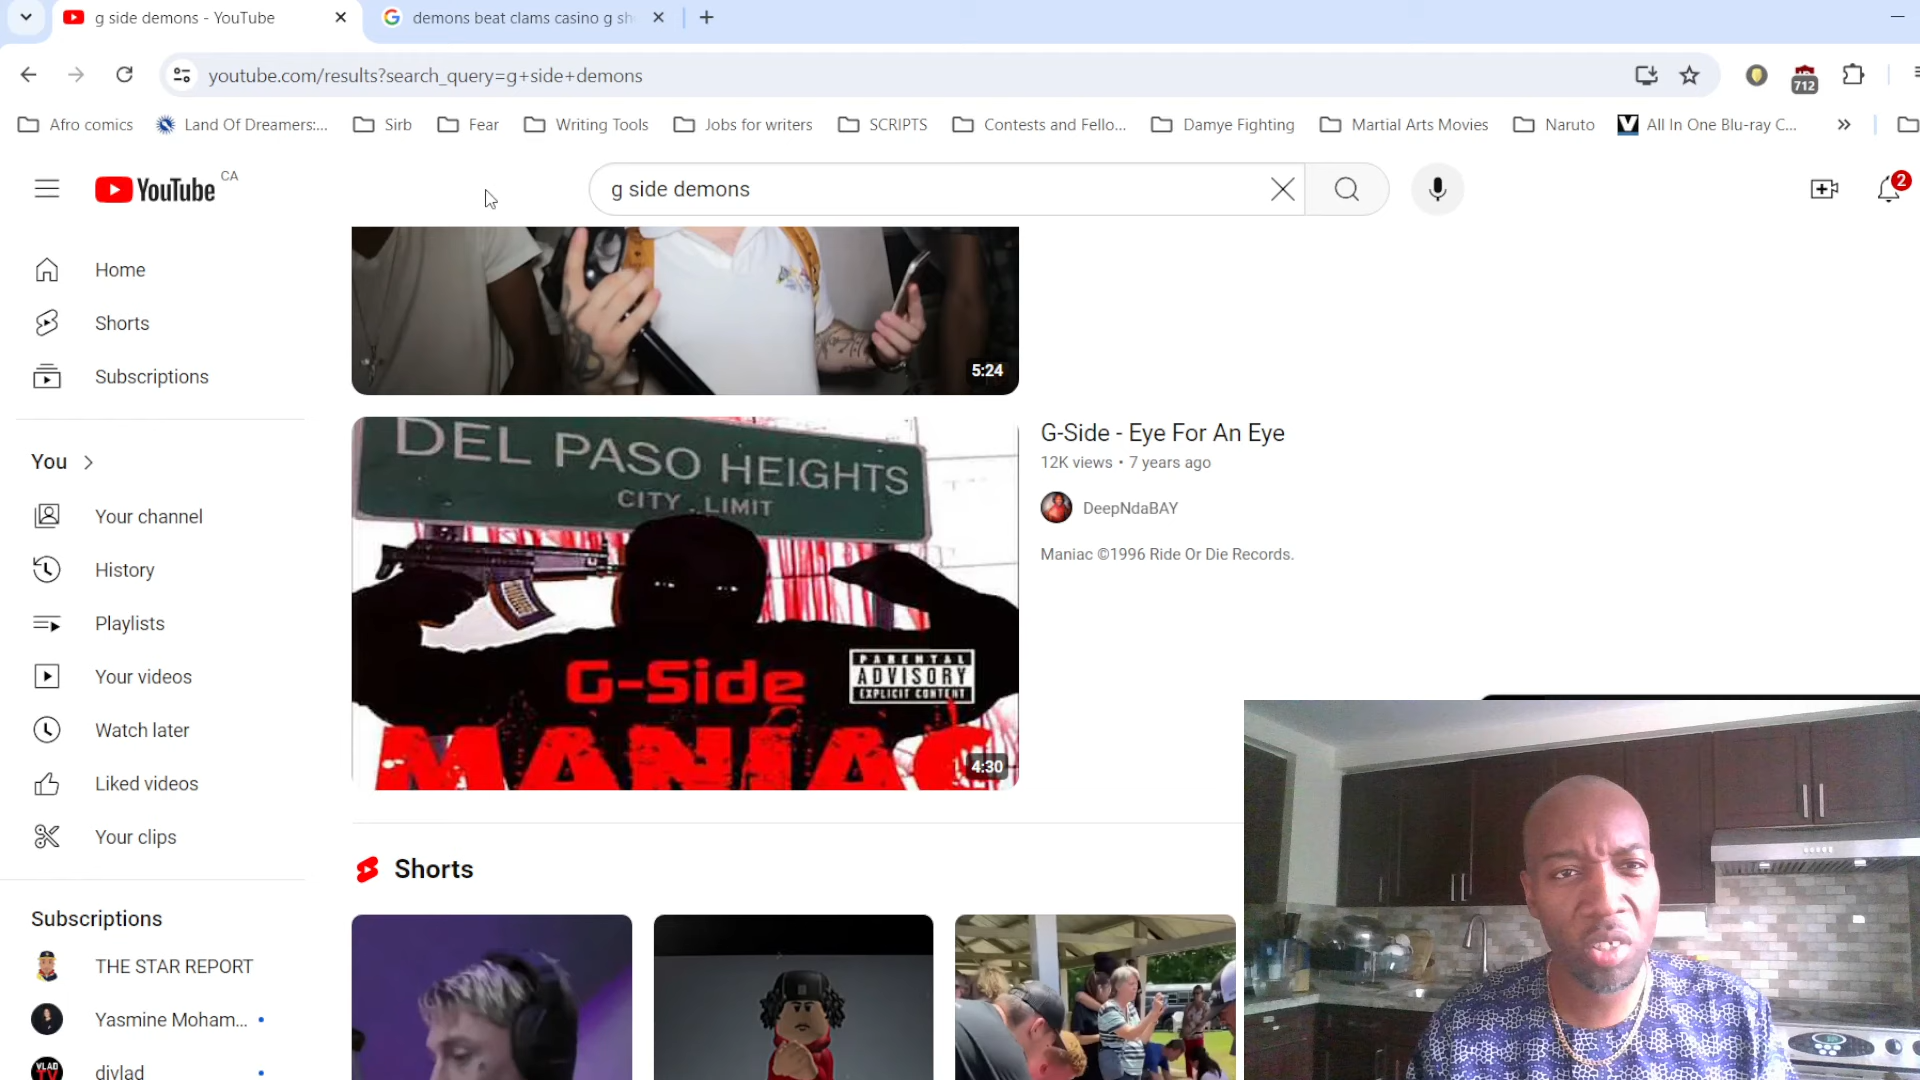 g side demons - YouTube
demons beat clams casino g sh
youtube.com/results?search_query=g+side+demons
712
Afro comics
Land Of Dreamers:...
Sirb
Fear
Writing Tools
Jobs for writers
SCRIPTS
Contests and Fello...
Damye Fighting
Martial Arts Movies
Naruto
V
All In One Blu-ray C...
YouTube CA
g side demons
2
Home
Shorts
Subscriptions
You
Your channel
History
Playlists
Your videos
Watch later
Liked videos
Your clips
Subscriptions
THE STAR REPORT
Yasmine Moham...
VLAD TV
divlad
5:24
DEL PASO HEIGHTS
CITY LIMIT
G-Side
PARENTAL
ADVISORY
EXPLICIT CONTENT
MANIAC
4:30
G-Side - Eye For An Eye
12K views • 7 years ago
DeepNdaBAY
Maniac ©1996 Ride Or Die Records.
Shorts